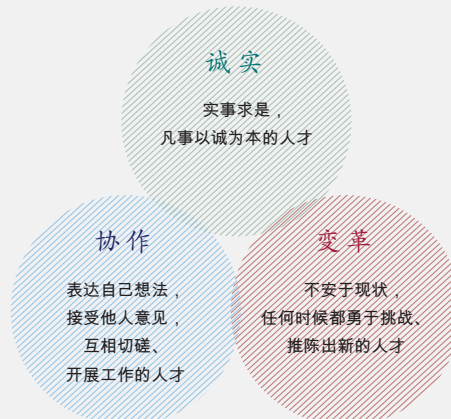 诚实
实事求是，
凡事以诚为本的人才
协作
表达自己想法，
接受他人意见，
互相切磋、
开展工作的人才
变革
不安于现状，
任何时候都勇于挑战、
推陈出新的人才